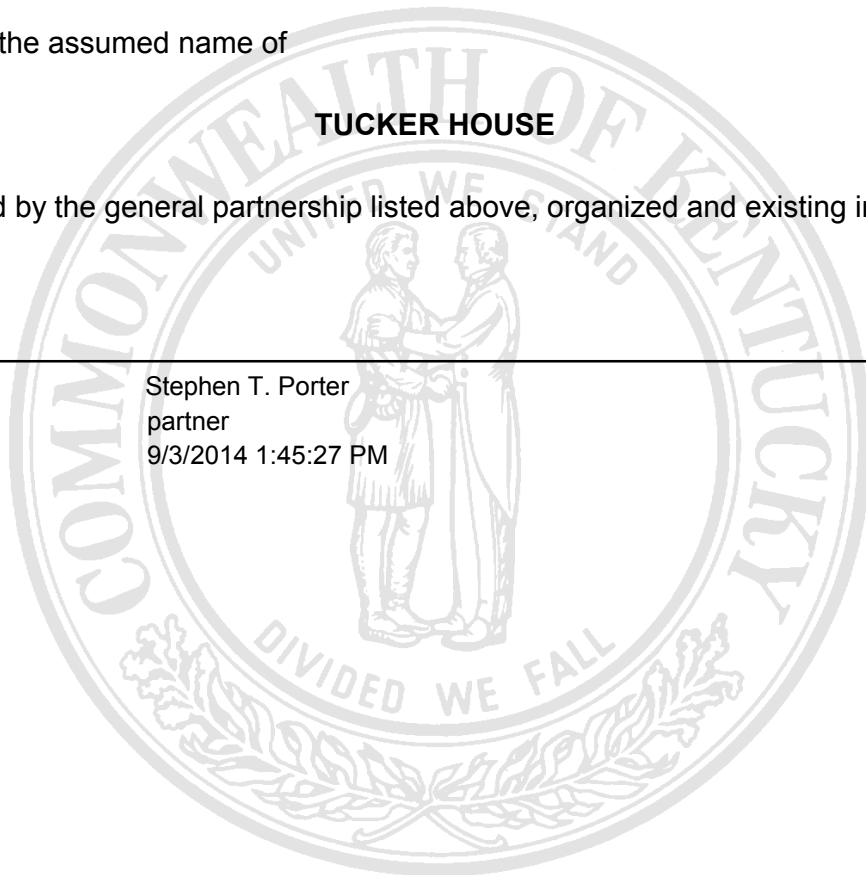 the assumed name of
TUCKER HOUSE
d by the general partnership listed above, organized and existing i
Stephen T. Porter
partner
9/3/2014 1:45:27 PM
COMMONWEALTH OF KENTUCKY
UNITED WE STAND
DIVIDED WE FALL